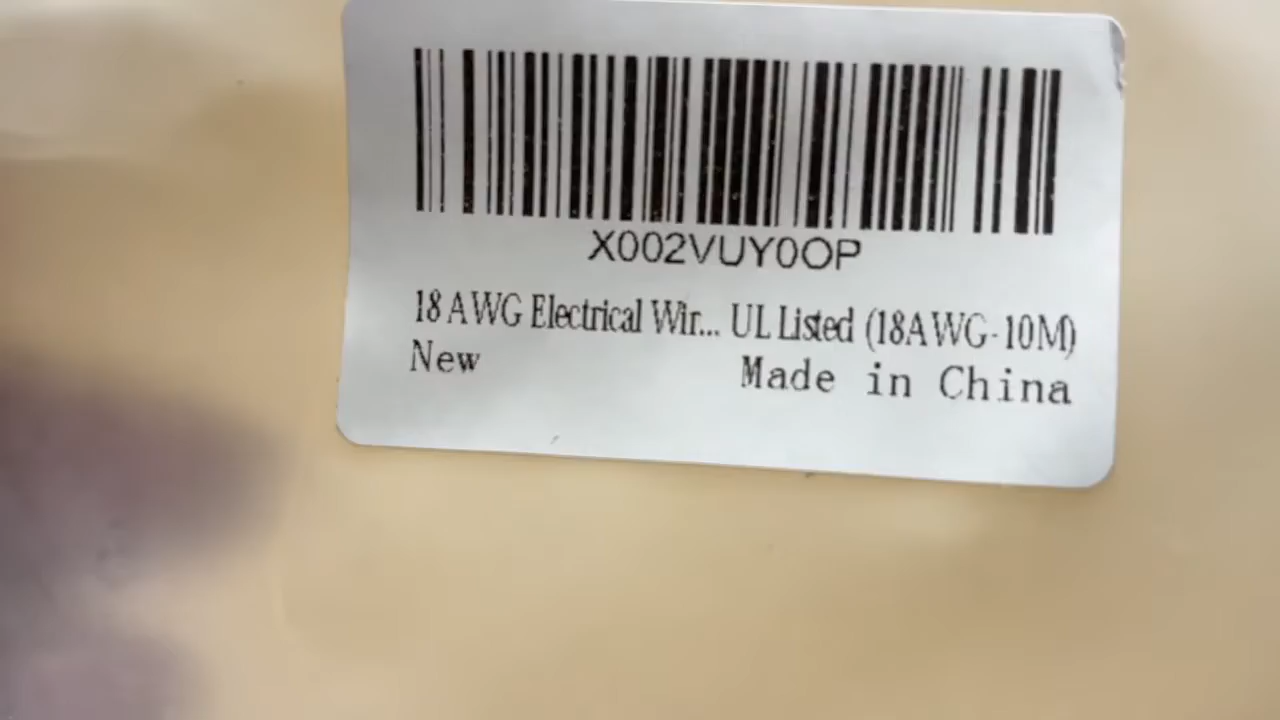 X002VUY0OP
18 AWG Electrical Wir... UL Listed (18AWG-10M)
New
Made in China